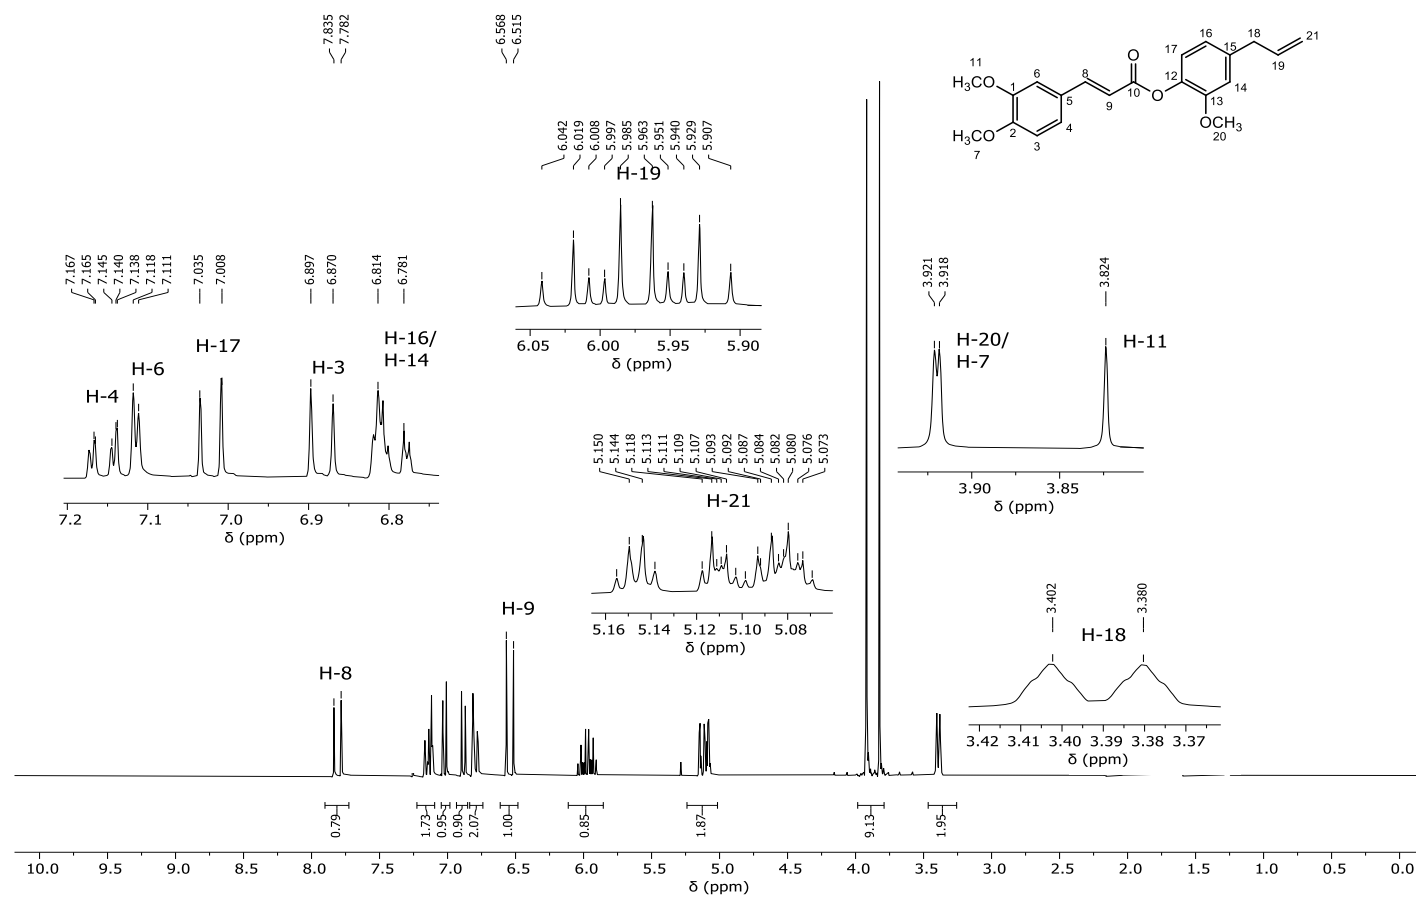 7.835
7.782
6.568
6.515
O
OCH₃
11
1
2
3
4
5
6
7
8
9
10
O
O
OCH₃
12
13
14
15
16
17
18
19
20
21
6.042
6.019
6.008
5.997
5.985
5.963
5.951
5.940
5.929
5.907
H-19
6.05 6.00 5.95 5.90
δ (ppm)
7.167
7.165
7.145
7.140
7.138
7.118
7.111
7.035
7.008
6.897
6.870
6.814
6.781
H-4
H-6
H-17
H-3
H-16/
H-14
7.2 7.1 7.0 6.9 6.8
δ (ppm)
3.921
3.918
3.824
H-20/
H-7
H-11
3.90 3.85
δ (ppm)
5.150
5.144
5.118
5.113
5.111
5.109
5.107
5.093
5.092
5.087
5.084
5.082
5.080
5.076
5.073
H-21
5.16 5.14 5.12 5.10 5.08
δ (ppm)
3.402
3.380
H-18
3.42 3.41 3.40 3.39 3.38 3.37
δ (ppm)
H-8
H-9
0.79
1.73
0.95
0.90
2.07
1.00
0.85
1.87
9.13
1.95
10.0 9.5 9.0 8.5 8.0 7.5 7.0 6.5 6.0 5.5 5.0 4.5 4.0 3.5 3.0 2.5 2.0 1.5 1.0 0.5 0.0
δ (ppm)